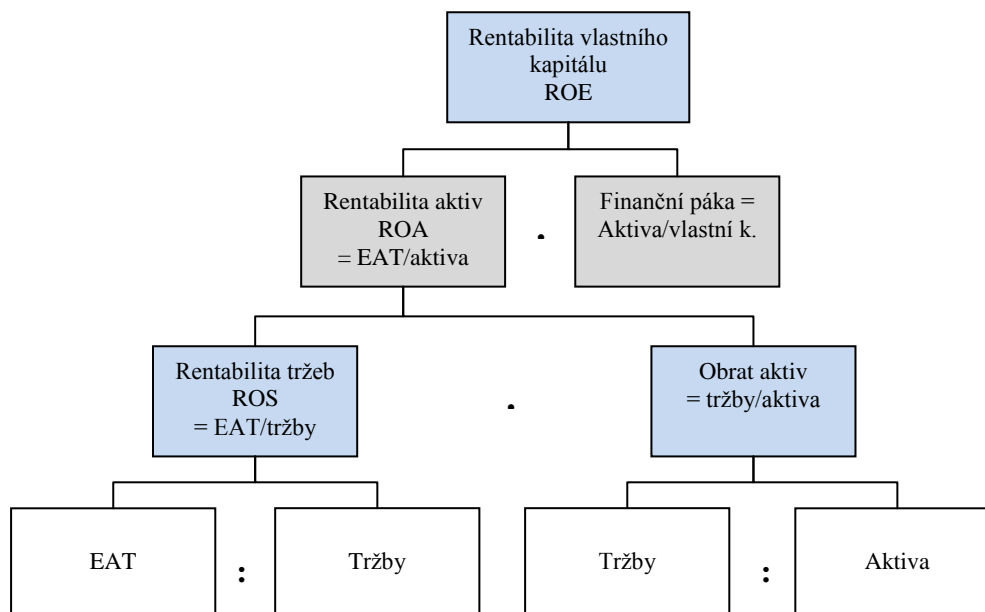 Rentabilita vlastního
kapitálu
ROE
Rentabilita aktiv
ROA
= EAT/aktiva
.
Finanční páka =
Aktiva/vlastní k.
Rentabilita tržeb
ROS
= EAT/tržby
.
Obrat aktiv
= tržby/aktiva
EAT
:
Tržby
Tržby
:
Aktiva